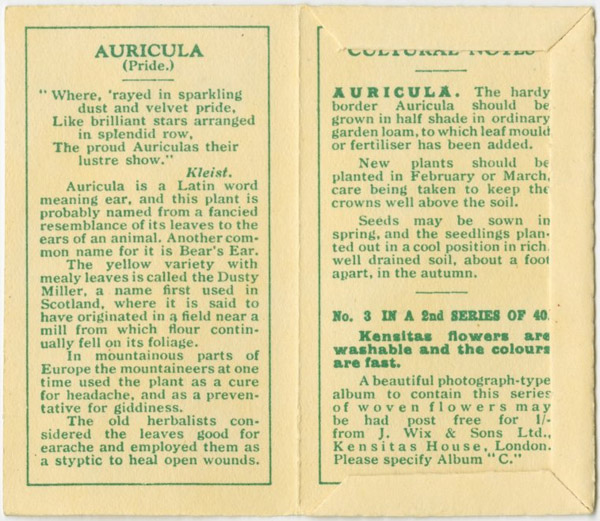 AURICULA
(Pride.)
"Where, 'rayed in sparkling
dust and velvet pride,
Like brilliant stars arranged
in splendid row,
The proud Auriculas their
lustre show."
Kleist.
Auricula is a Latin word
meaning ear, and this plant is
probably named from a fancied
resemblance of its leaves to the
ears of an animal. Another com-
mon name for it is Bear's Ear.
The yellow variety with
mealy leaves is called the Dusty
Miller, a name first used in
Scotland, where it is said to
have originated in a field near a
mill from which flour contin-
ually fell on its foliage.
In mountainous parts of
Europe the mountaineers at one
time used the plant as a cure
for headache, and as a preven-
tative for giddiness.
The old herbalists con-
sidered the leaves good for
earache and employed them as
a styptic to heal open wounds.
CULTURAL NOTES
AURICULA. The hardy
border Auricula should be
grown in half shade in ordinary
garden loam, to which leaf mould
or fertiliser has been added.
New plants should be
planted in February or March,
care being taken to keep the
crowns well above the soil.
Seeds may be sown in
spring, and the seedlings plan-
ted out in a cool position in rich
well drained soil, about a foot
apart, in the autumn.
No. 3 IN A 2nd SERIES OF 40.
Kensitas flowers are
washable and the colours
are fast.
A beautiful photograph-type
album to contain this series
of woven flowers may
be had post free for 1/-
from J. Wix & Sons Ltd.,
Kensitas House, London.
Please specify Album "C."